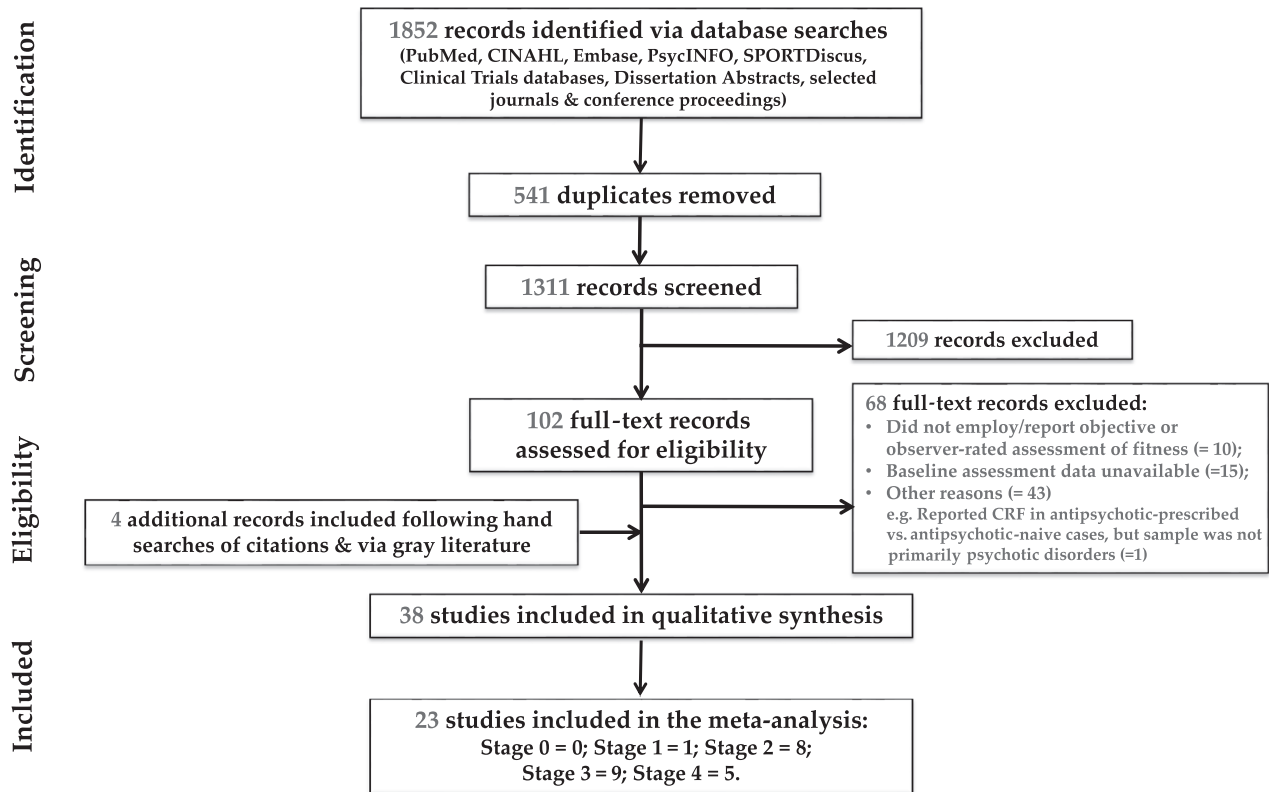 Identification
1852 records identified via database searches
(PubMed, CINAHL, Embase, PsycINFO, SPORTDiscus,
Clinical Trials databases, Dissertation Abstracts, selected
journals & conference proceedings)
541 duplicates removed
Screening
1311 records screened
1209 records excluded
Eligibility
102 full-text records
assessed for eligibility
68 full-text records excluded:
• Did not employ/report objective or
observer-rated assessment of fitness (= 10);
• Baseline assessment data unavailable (=15);
• Other reasons (= 43)
e.g. Reported CRF in antipsychotic-prescribed
vs. antipsychotic-naive cases, but sample was not
primarily psychotic disorders (=1)
4 additional records included following hand
searches of citations & via gray literature
Included
38 studies included in qualitative synthesis
23 studies included in the meta-analysis:
Stage 0 = 0; Stage 1 = 1; Stage 2 = 8;
Stage 3 = 9; Stage 4 = 5.